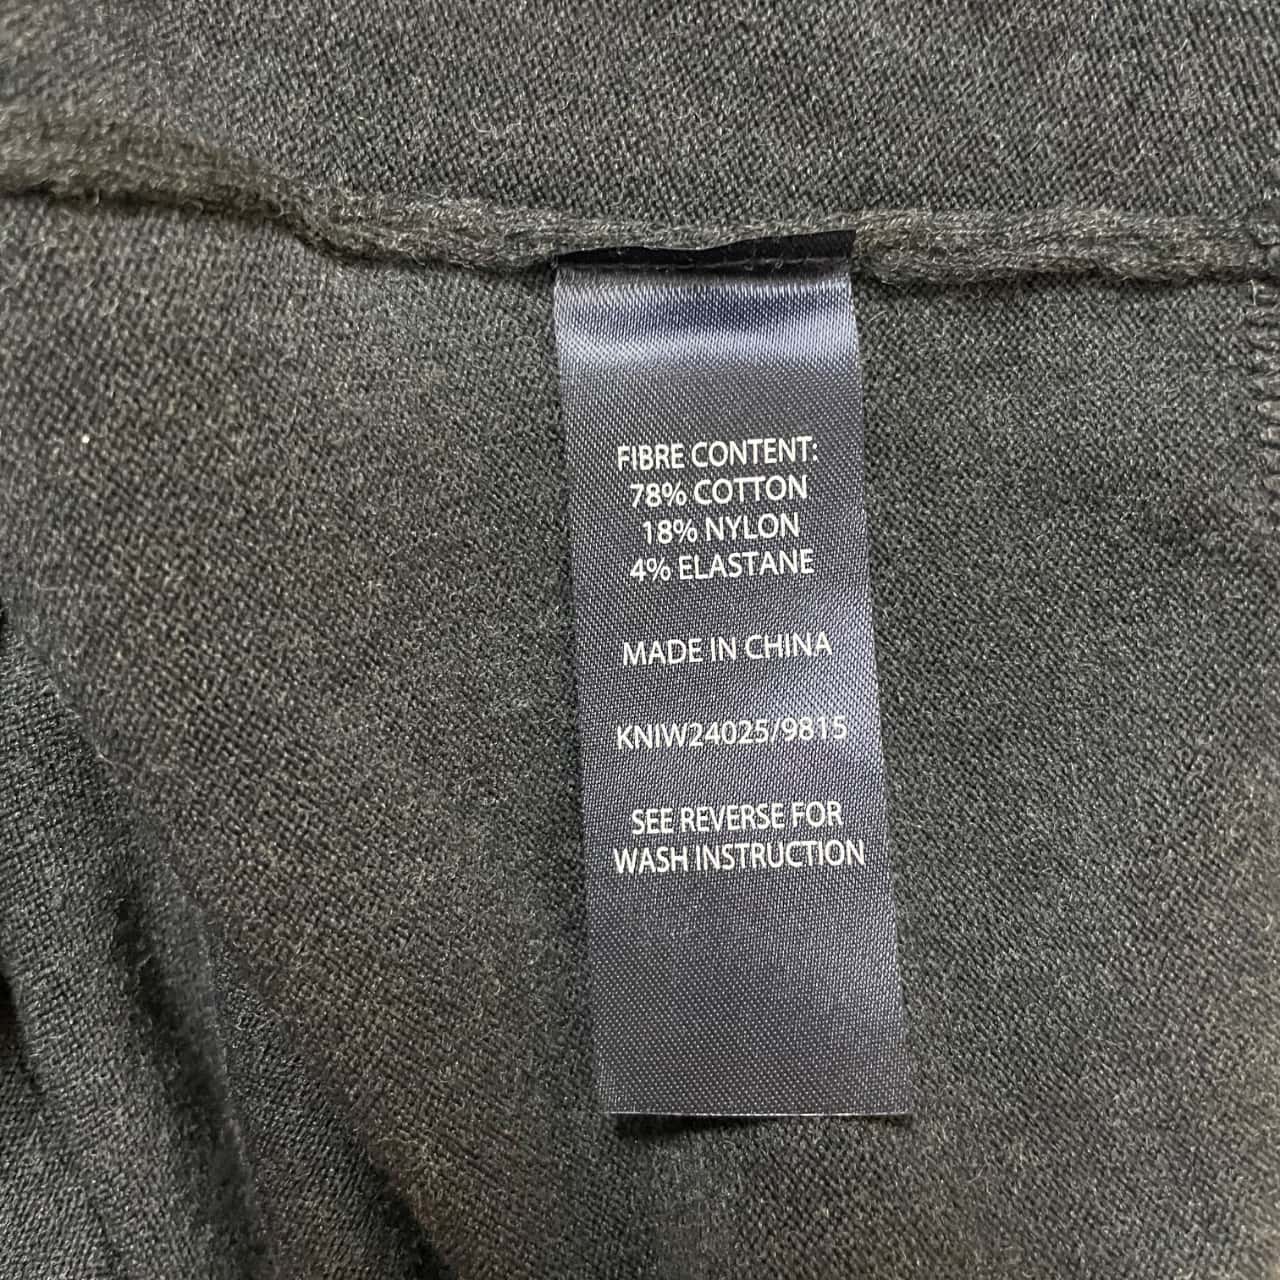 FIBRE CONTENT:
78% COTTON
18% NYLON
4% ELASTANE
MADE IN CHINA
KNIW24025/9815
SEE REVERSE FOR
WASH INSTRUCTION